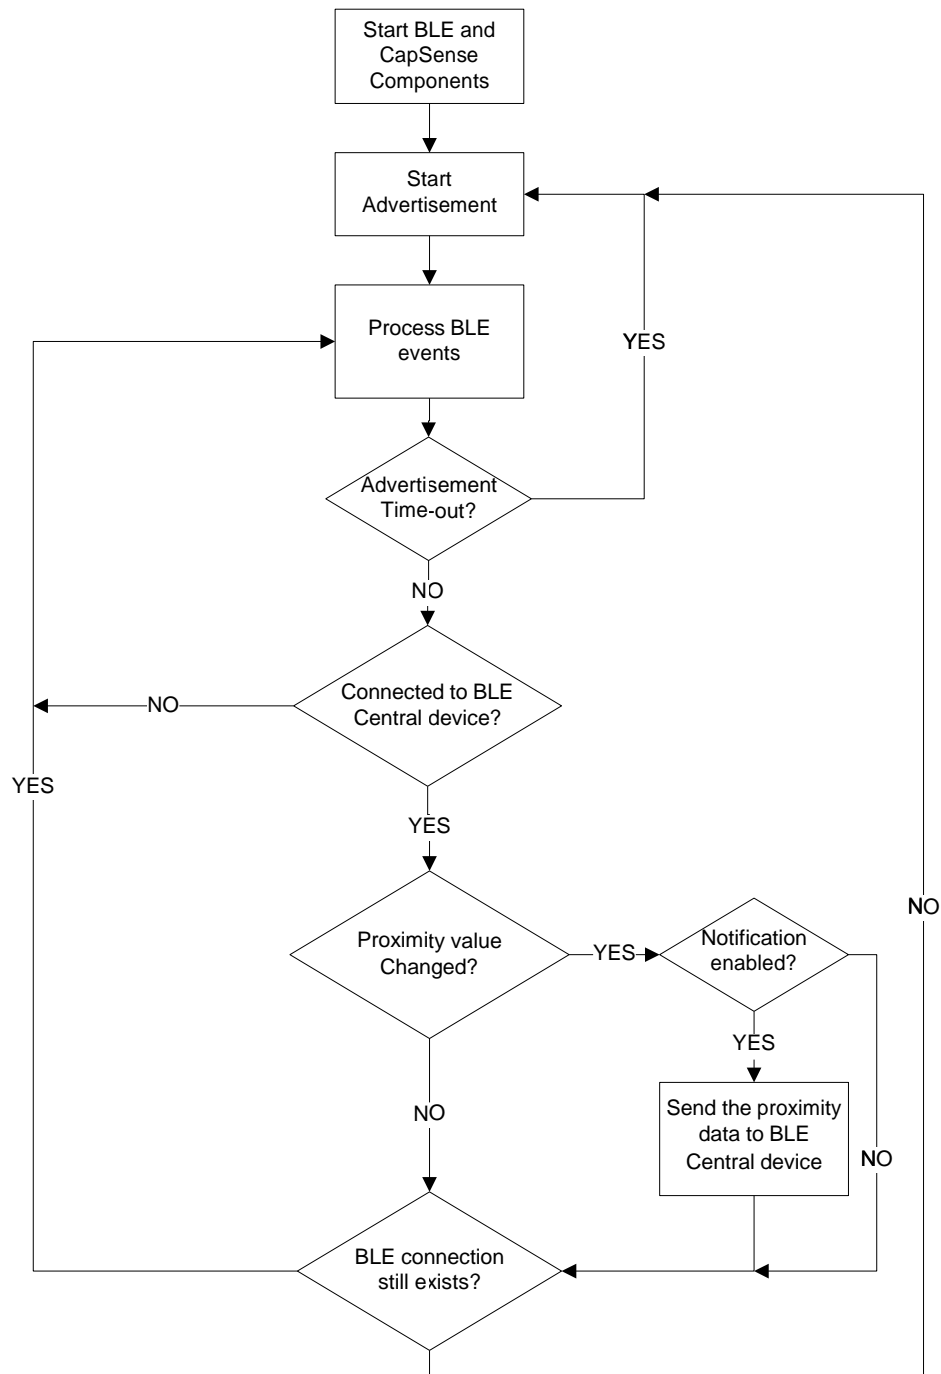 Start BLE and
CapSense
Components
Start
Advertisement
Process BLE
events
YES
Advertisement
Time-out?
NO
Connected to BLE
Central device?
NO
YES
YES
Proximity value
Changed?
YES
Notification
enabled?
NO
YES
NO
Send the proximity
data to BLE
Central device
NO
BLE connection
still exists?